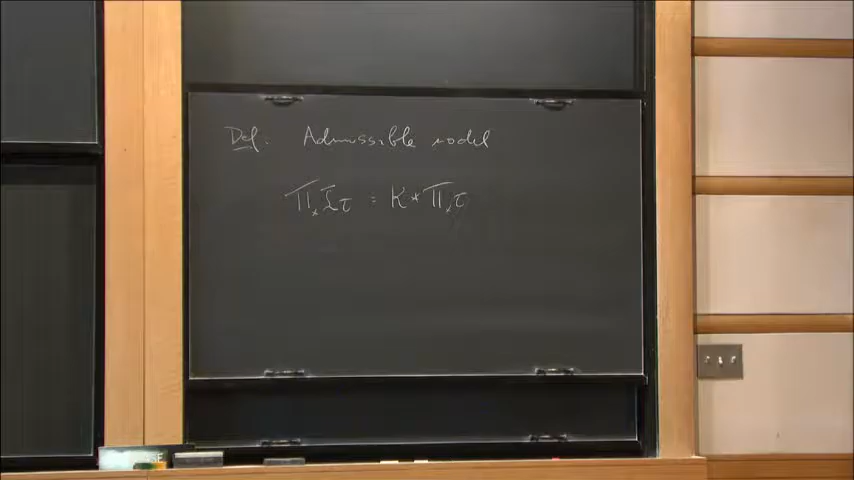 Def. Admissible model
Π_x 𝓘τ = K * Π_x τ